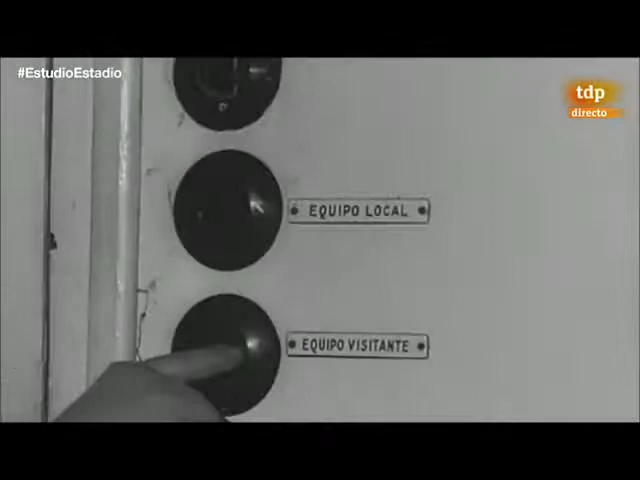 #EstudioEstadio
tdp
directo
EQUIPO LOCAL
EQUIPO VISITANTE